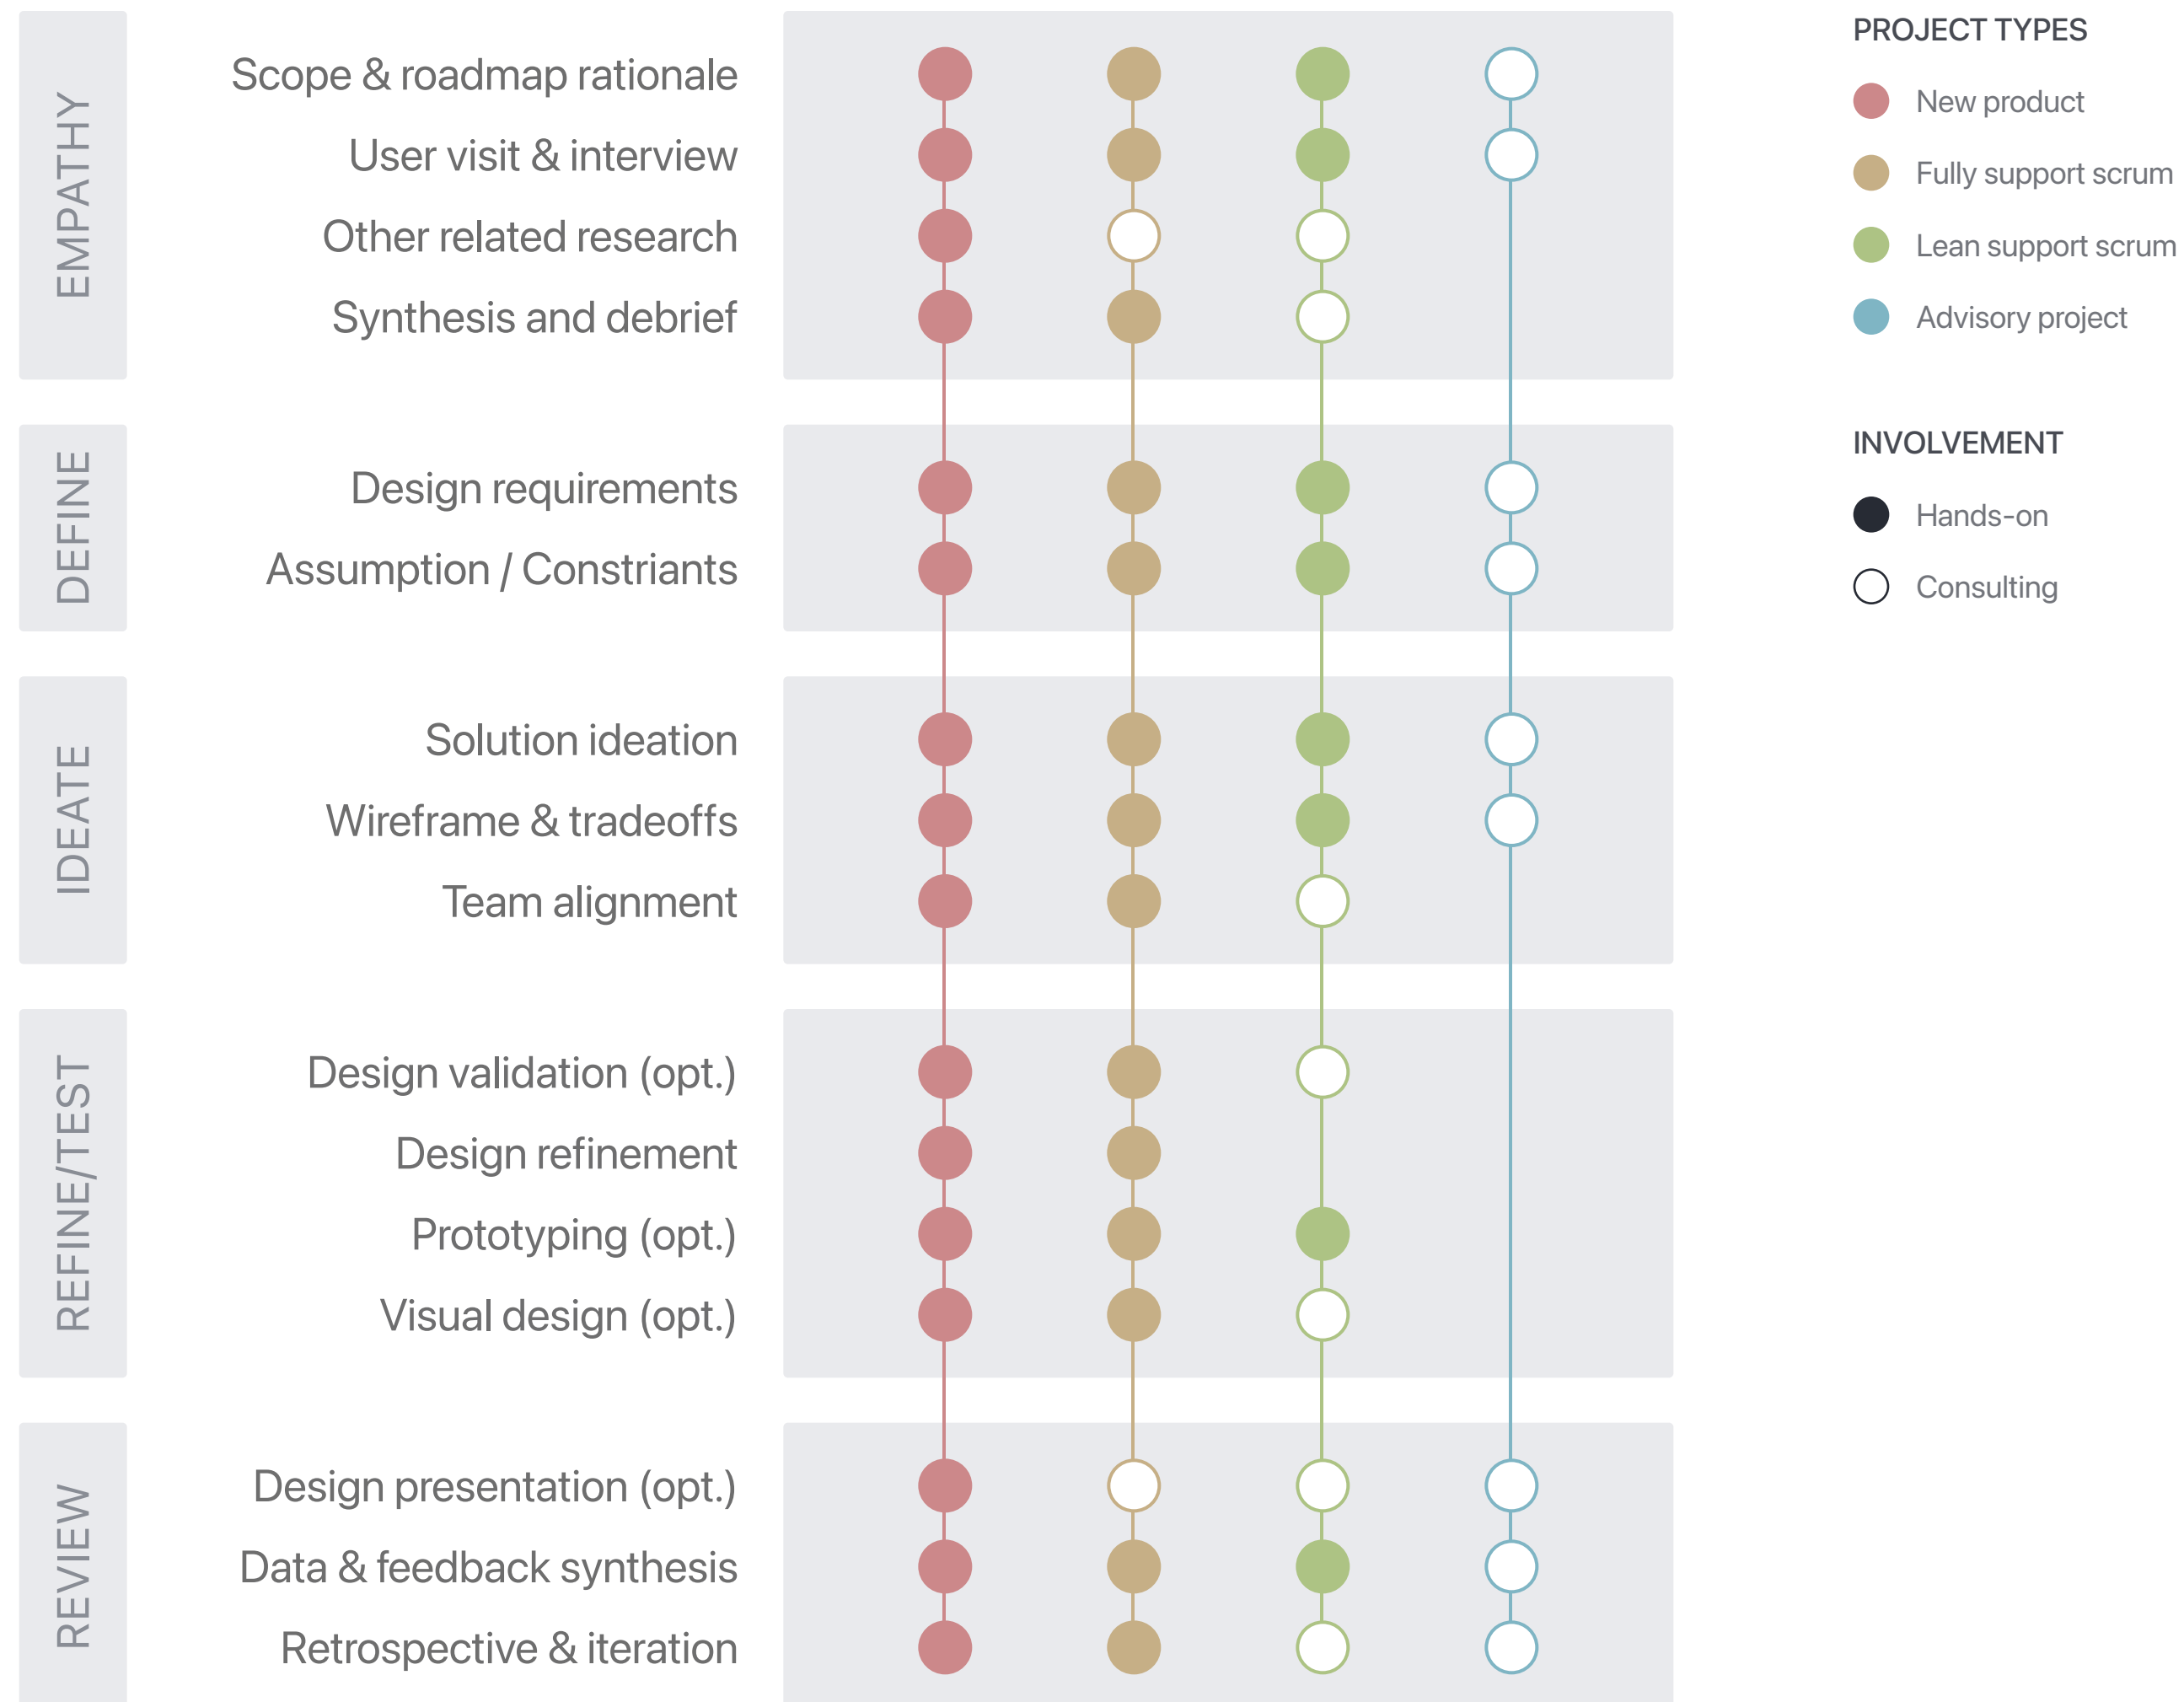 EMPATHY
Scope & roadmap rationale
User visit & interview
Other related research
Synthesis and debrief
DEFINE
Design requirements
Assumption / Constriants
IDEATE
Solution ideation
Wireframe & tradeoffs
Team alignment
REFINE/TEST
Design validation (opt.)
Design refinement
Prototyping (opt.)
Visual design (opt.)
REVIEW
Design presentation (opt.)
Data & feedback synthesis
Retrospective & iteration
PROJECT TYPES
New product
Fully support scrum
Lean support scrum
Advisory project
INVOLVEMENT
Hands-on
Consulting